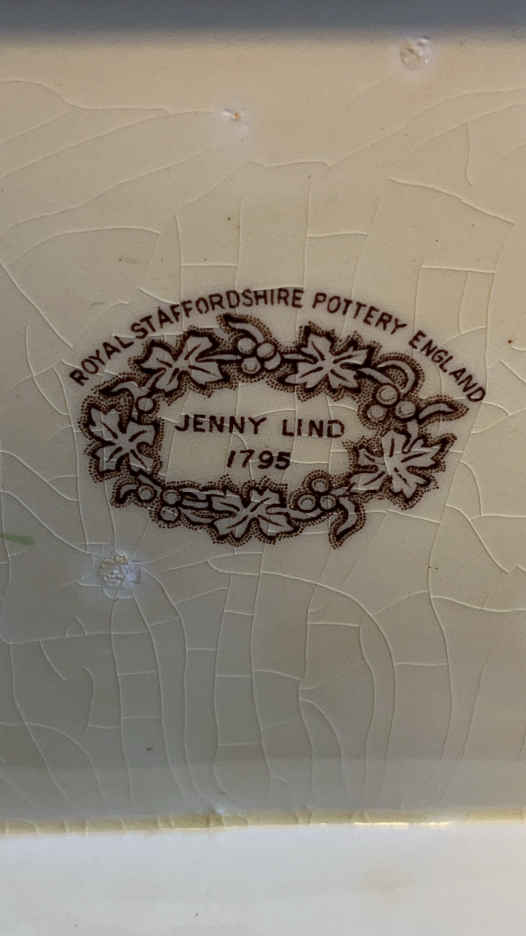 ROYAL STAFFORDSHIRE POTTERY ENGLAND
JENNY LIND
1795